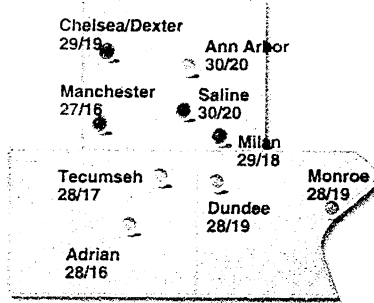 Chelsea/Dexter
29/19
Ann Arbor
30/20
Manchester
27/16
Saline
30/20
Milan
29/18
Tecumseh
28/17
Dundee
28/19
Monroe
28/19
Adrian
28/16